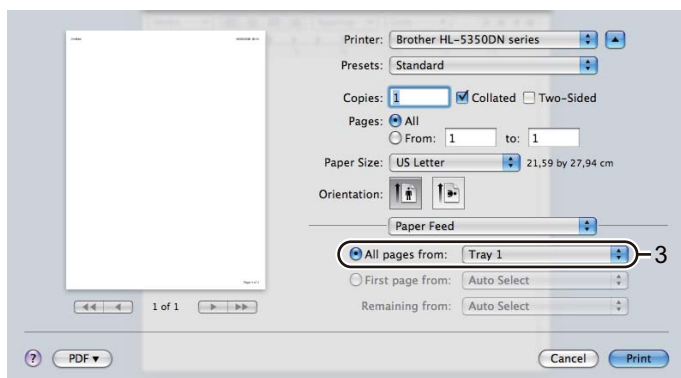 Printer: Brother HL-5350DN series
Presets: Standard
Copies: 1 Collated Two-Sided
Pages: All
From: 1 to: 1
Paper Size: US Letter 21,59 by 27,94 cm
Orientation:
Paper Feed
All pages from: Tray 1 3
First page from: Auto Select
Remaining from: Auto Select
1 of 1
? PDF Cancel Print